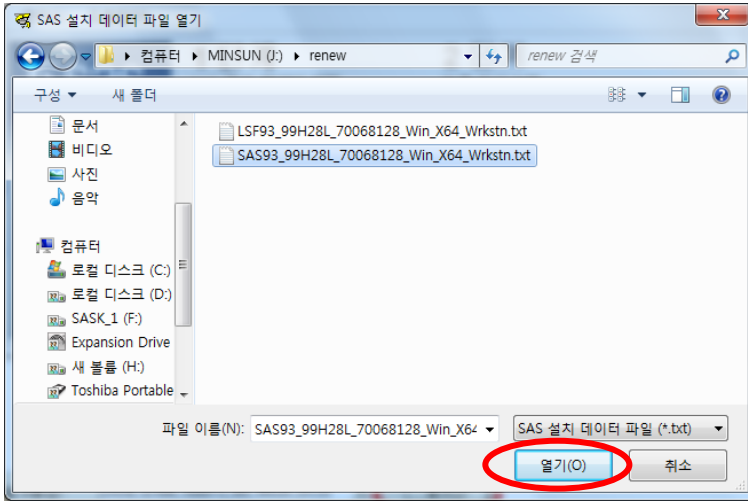 SAS 설치 데이터 파일 열기
컴퓨터 ▸ MINSUN (J:) ▸ renew
renew 검색
구성 ▼ 새 폴더
문서
비디오
사진
음악
컴퓨터
로컬 디스크 (C:)
로컬 디스크 (D:)
SASK_1 (F:)
Expansion Drive
새 볼륨 (H:)
Toshiba Portable
LSF93_99H28L_70068128_Win_X64_Wrkstn.txt
SAS93_99H28L_70068128_Win_X64_Wrkstn.txt
파일 이름(N): SAS93_99H28L_70068128_Win_X64 SAS 설치 데이터 파일 (*.txt)
열기(O) 취소